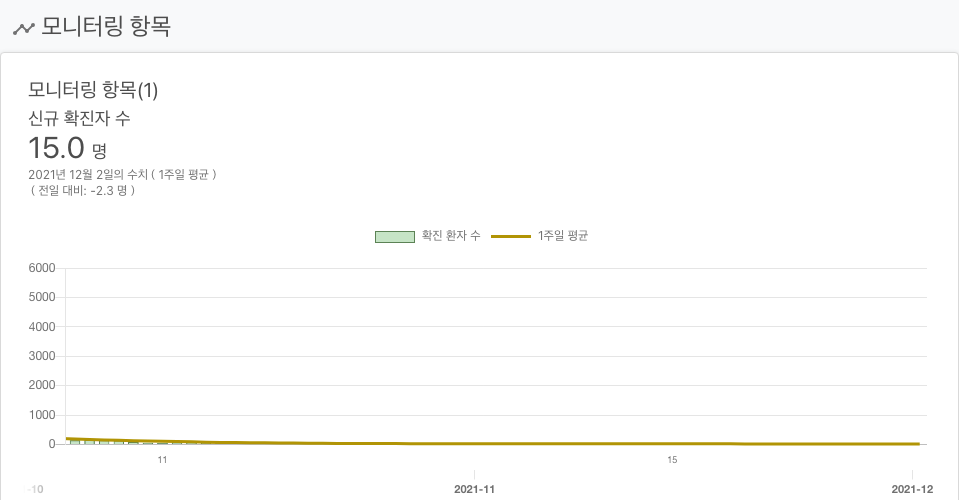 모니터링 항목
모니터링 항목(1)
신규 확진자 수
15.0 명
2021년 12월 2일의 수치 ( 1주일 평균 )
( 전일 대비: -2.3 명 )
확진 환자 수 1주일 평균
6000
5000
4000
3000
2000
1000
0
11 15
-10 2021-11 2021-12